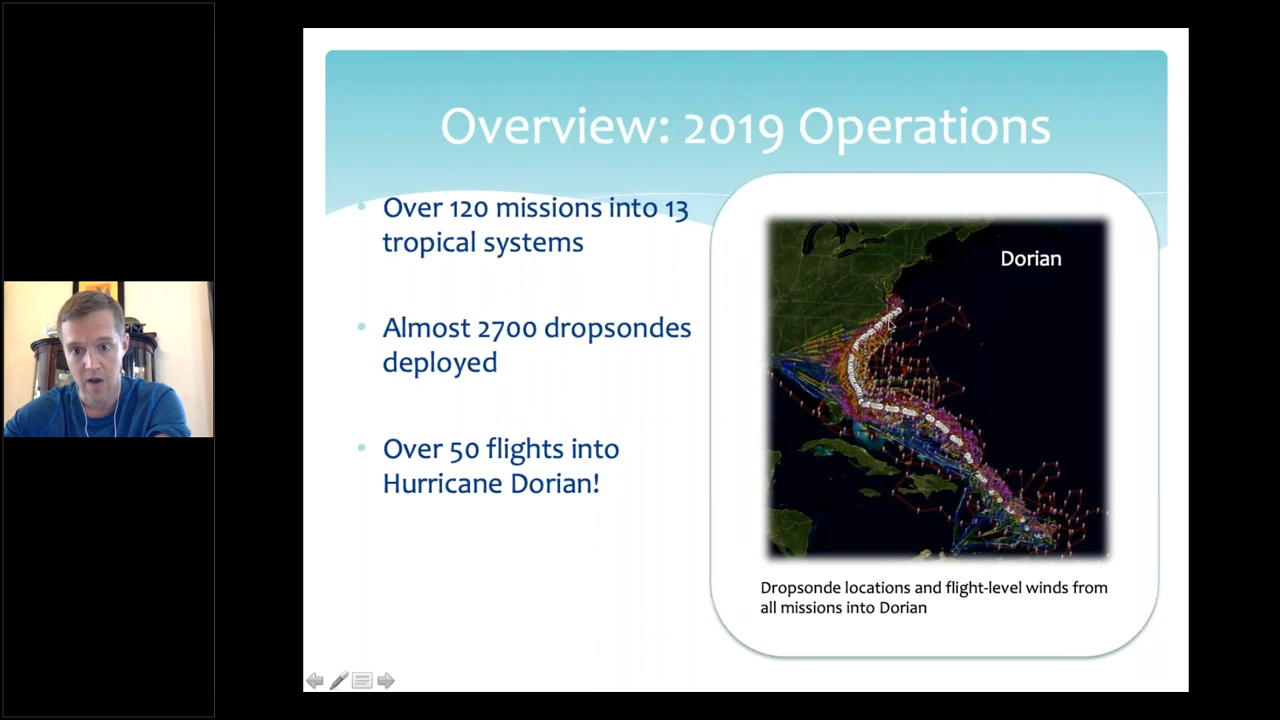 Overview: 2019 Operations
Over 120 missions into 13
tropical systems
Almost 2700 dropsondes
deployed
Over 50 flights into
Hurricane Dorian!
Dorian
Dropsonde locations and flight-level winds from
all missions into Dorian